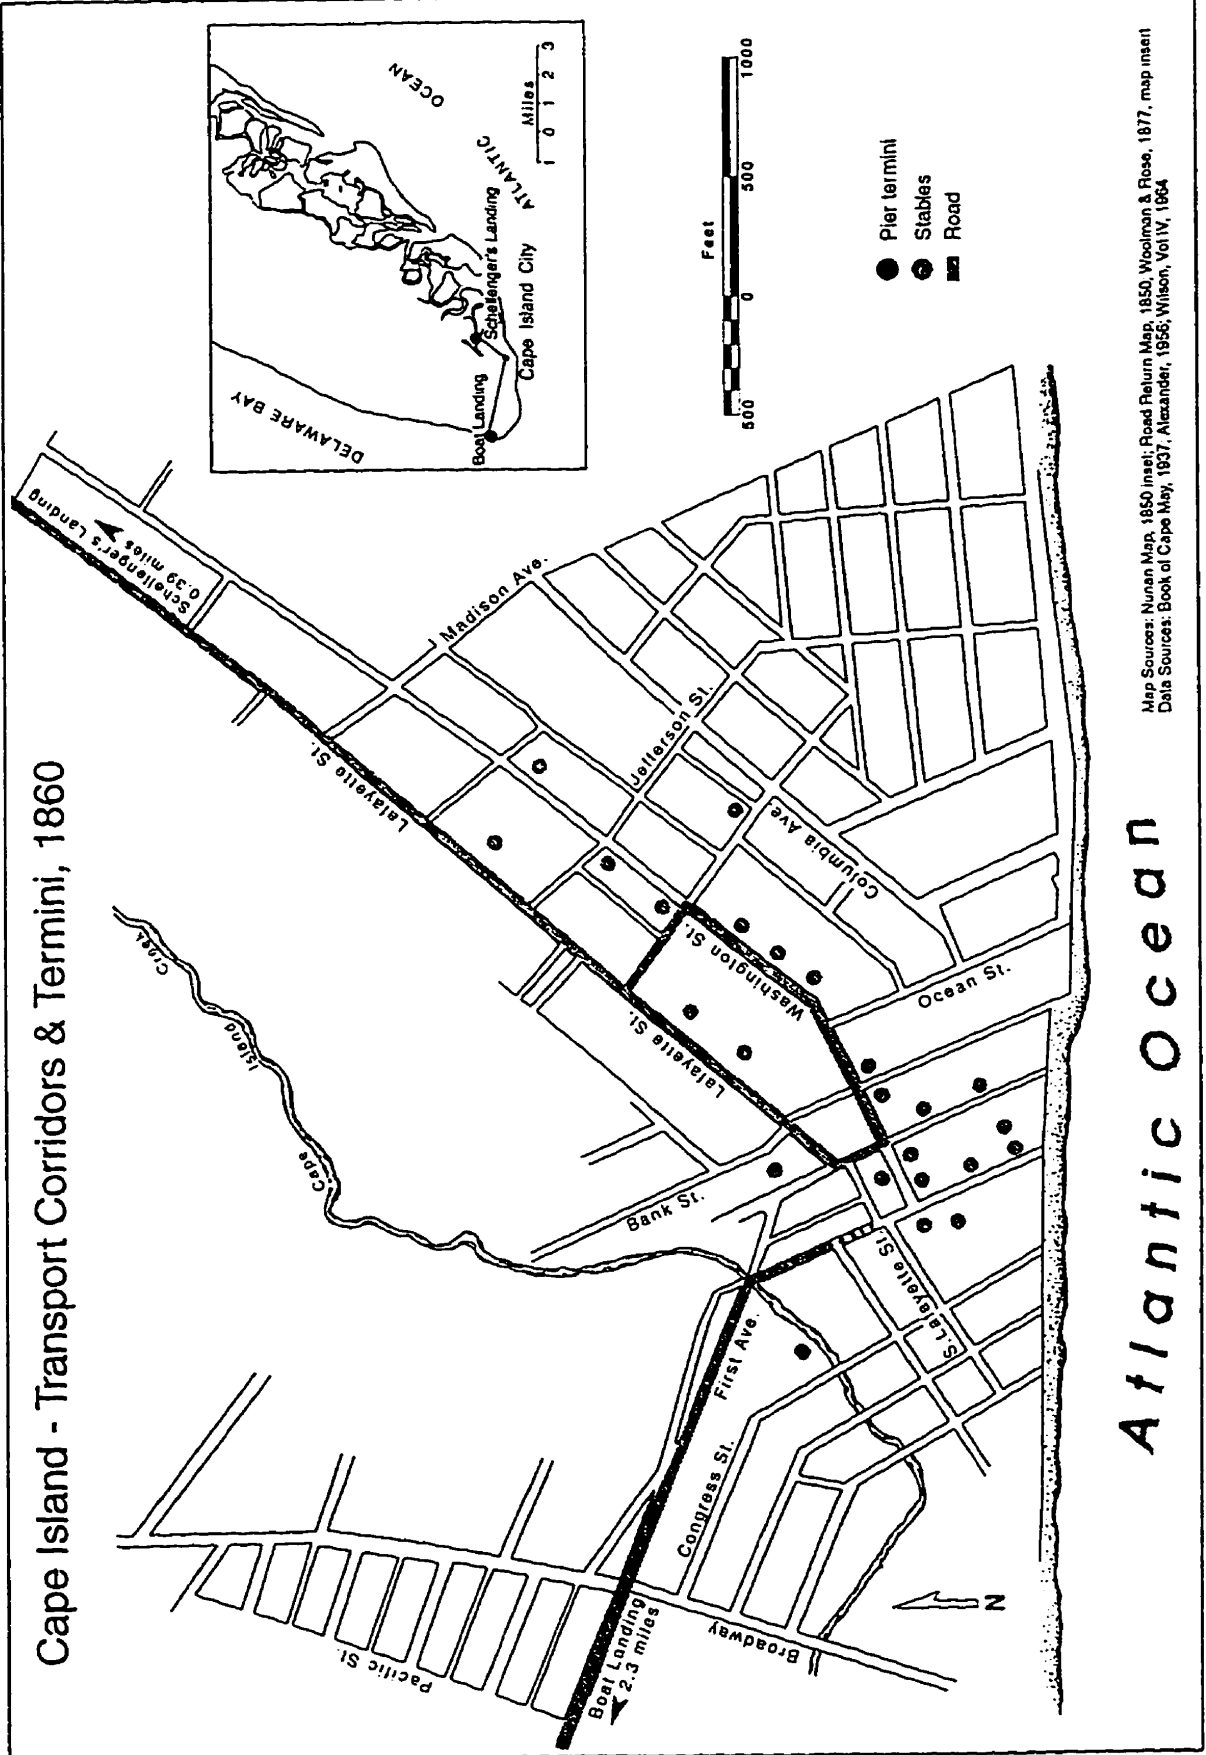 Cape Island - Transport Corridors & Termini, 1860
DELAWARE BAY
ATLANTIC
OCEAN
Boat Landing
Schellenger's Landing
Cape Island City
Miles
1 0 1 2 3
Schellenger's Landing
0.39 miles
Madison Ave.
Lafayette St.
Jefferson St.
Columbia Ave.
Washington St.
Lafayette St.
Ocean St.
Cape
Island
Creek
Bank St.
S. Lafayette St.
First Ave.
Congress St.
Pacific St.
Broadway
Boat Landing
2.3 miles
N
Atlantic Ocean
Feet
500 0 500 1000
Pier termini
Stables
Road
Map Sources: Nunan Map, 1850 inset; Road Return Map, 1850, Woolman & Rose, 1877, map insert
Data Sources: Book of Cape May, 1937, Alexander, 1956; Wilson, Vol IV, 1964